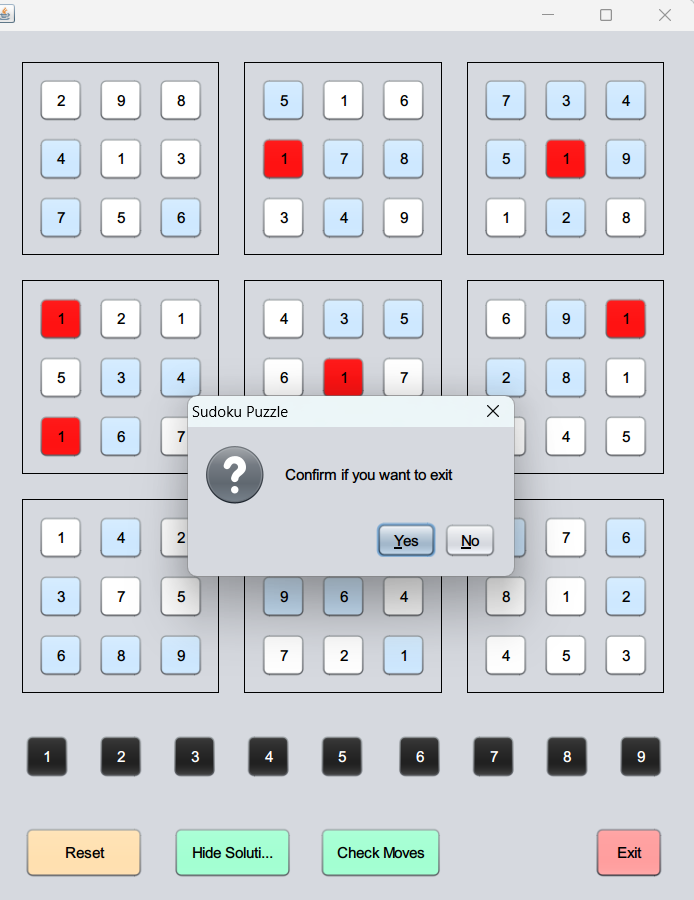 2 9 8 5 1 6 7 3 4
4 1 3 1 7 8 5 1 9
7 5 6 3 4 9 1 2 8
1 2 1 4 3 5 6 9 1
5 3 4 6 1 7 2 8 1
1 6 7 4 5
Sudoku Puzzle
Confirm if you want to exit
Yes No
1 4 2 7 6
3 7 5 9 6 4 8 1 2
6 8 9 7 2 1 4 5 3
1 2 3 4 5 6 7 8 9
Reset Hide Soluti... Check Moves Exit